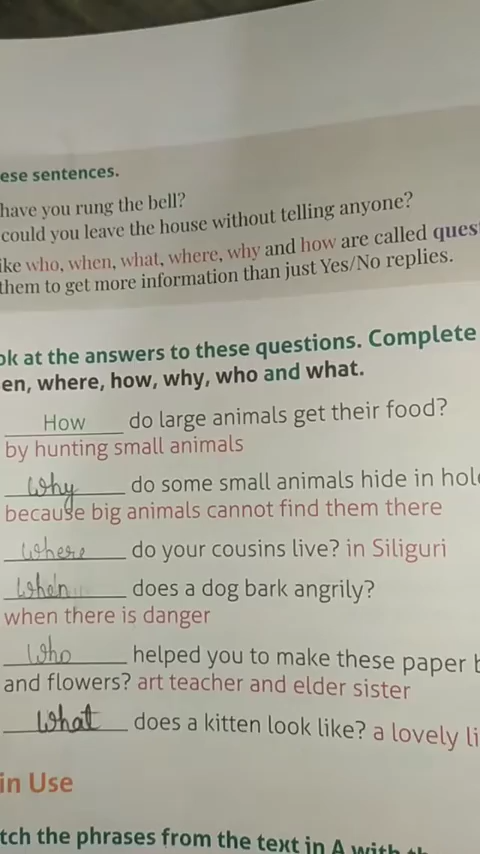 ese sentences.
have you rung the bell?
could you leave the house without telling anyone?
ike who, when, what, where, why and how are called ques
them to get more information than just Yes/No replies.
ok at the answers to these questions. Complete
en, where, how, why, who and what.
How do large animals get their food?
by hunting small animals
Why do some small animals hide in hole
because big animals cannot find them there
Where do your cousins live? in Siliguri
When does a dog bark angrily?
when there is danger
Who helped you to make these paper b
and flowers? art teacher and elder sister
What does a kitten look like? a lovely li
in Use
tch the phrases from the text in A with th